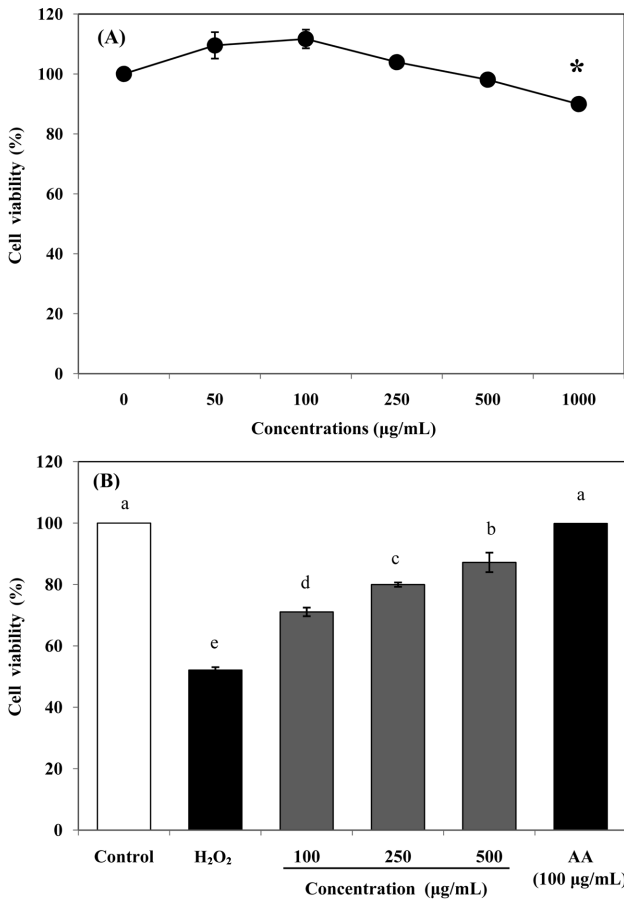 (A)
120
100
80
60
40
20
0
Cell viability (%)
*
0 50 100 250 500 1000
Concentrations (μg/mL)
(B)
120
100
80
60
40
20
0
Cell viability (%)
a
e
d
c
b
a
Control H₂O₂ 100 250 500 AA
(100 μg/mL)
Concentration (μg/mL)